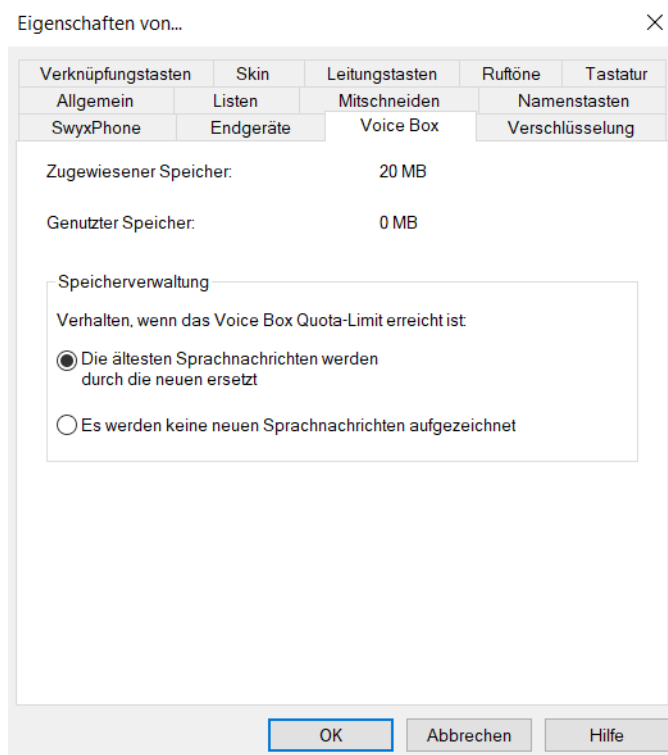 Eigenschaften von...
Verknüpfungstasten Skin Leitungstasten Ruftöne Tastatur
Allgemein Listen Mitschneiden Namenstasten
SwyxPhone Endgeräte Voice Box Verschlüsselung
Zugewiesener Speicher: 20 MB
Genutzter Speicher: 0 MB
Speicherverwaltung
Verhalten, wenn das Voice Box Quota-Limit erreicht ist:
Die ältesten Sprachnachrichten werden
durch die neuen ersetzt
Es werden keine neuen Sprachnachrichten aufgezeichnet
OK Abbrechen Hilfe